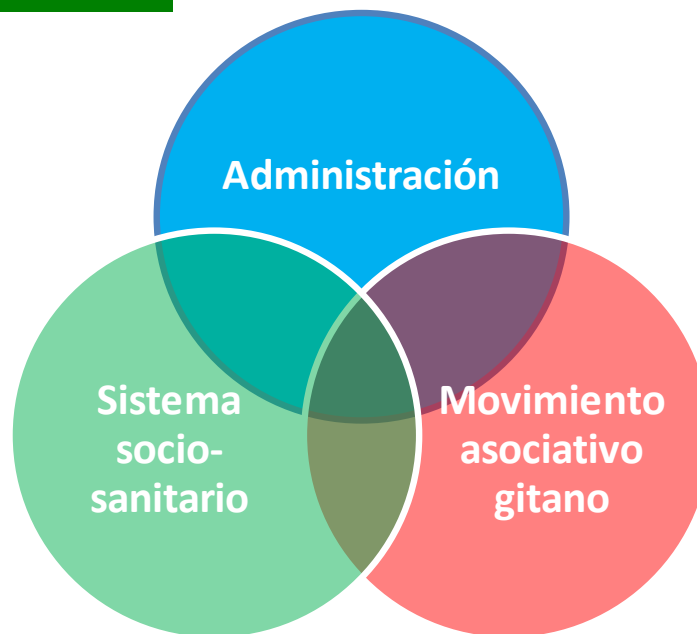 Administración
Sistema
socio-
sanitario
Movimiento
asociativo
gitano